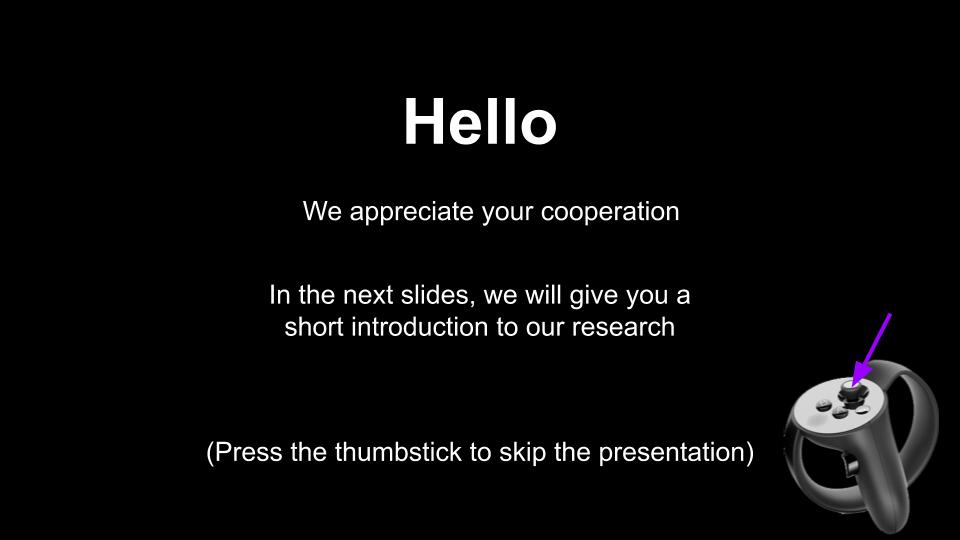 Hello
We appreciate your cooperation
In the next slides, we will give you a
short introduction to our research
(Press the thumbstick to skip the presentation)